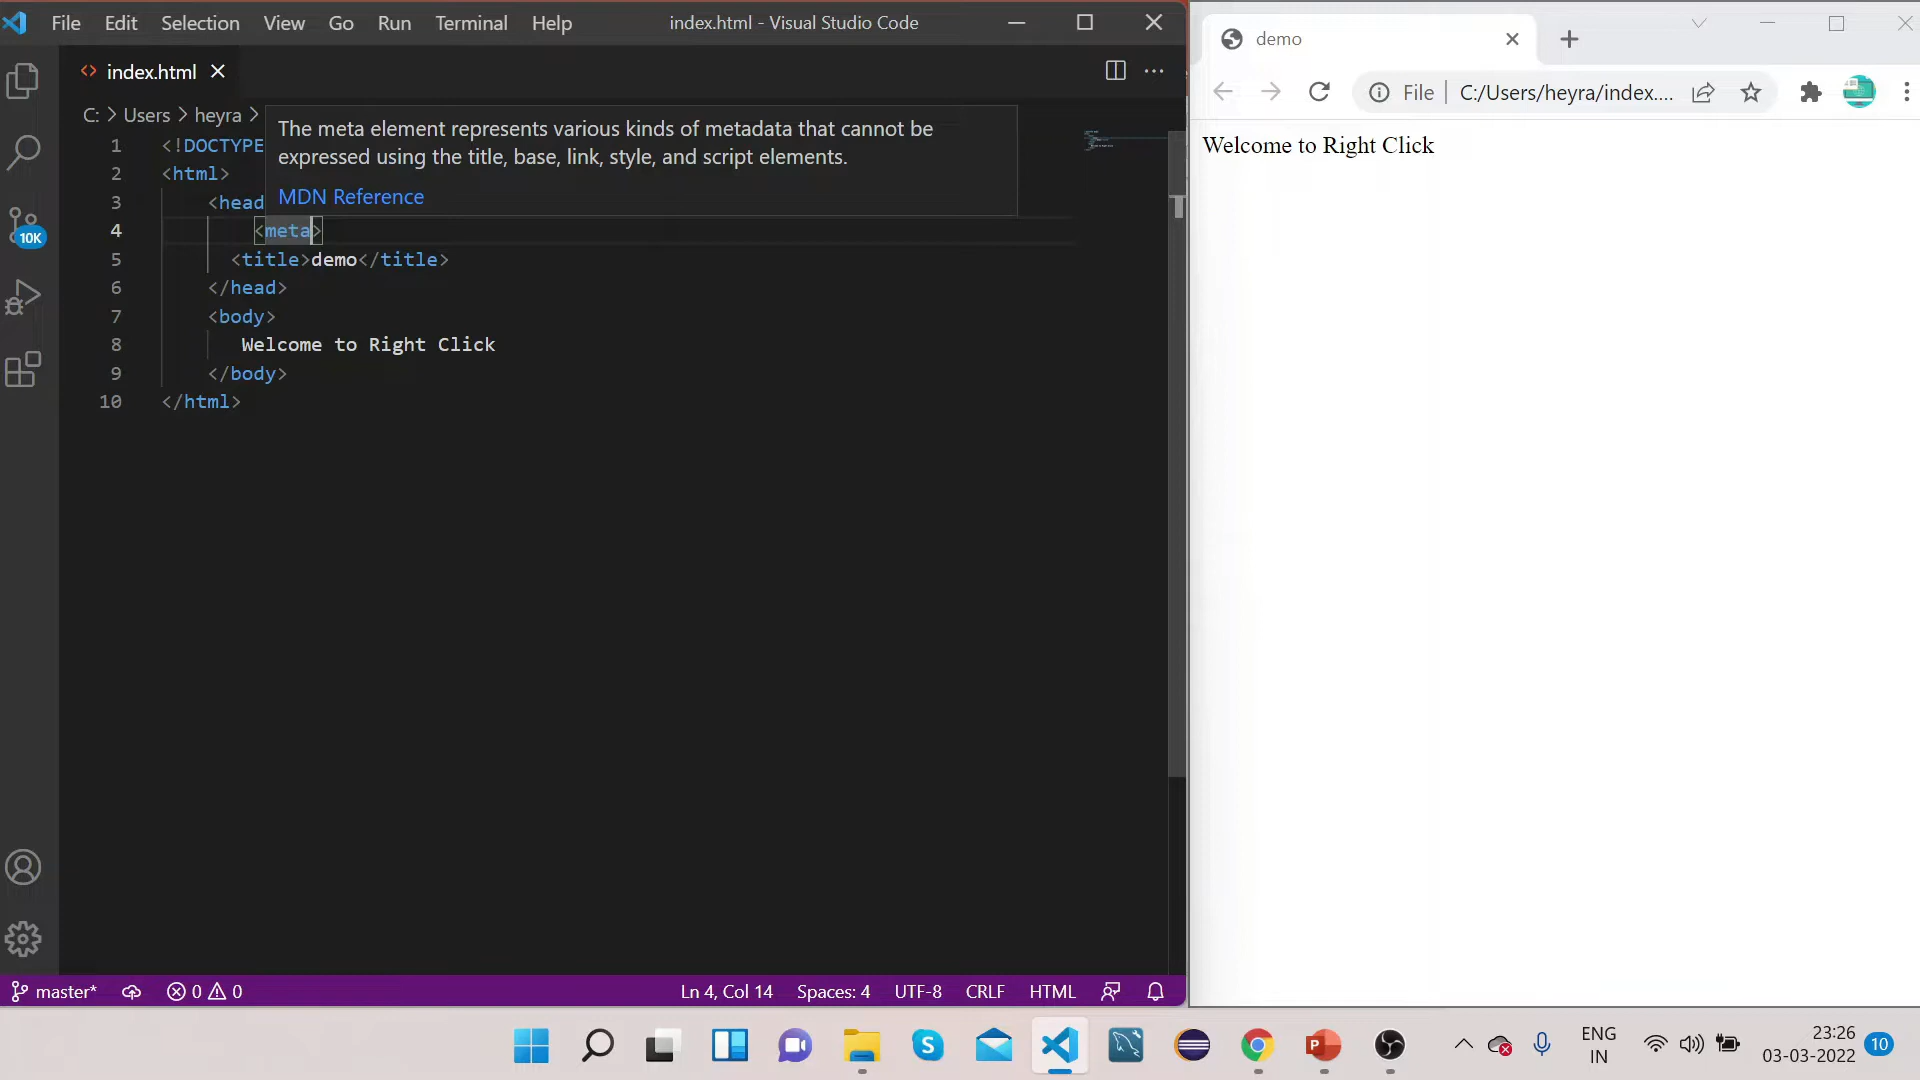 File Edit Selection View Go Run Terminal Help index.html - Visual Studio Code
index.html
C: > Users > heyra >
The meta element represents various kinds of metadata that cannot be
expressed using the title, base, link, style, and script elements.
MDN Reference
1 <!DOCTYPE
2 <html>
3 <head
4 <meta>
5 <title>demo</title>
6 </head>
7 <body>
8 Welcome to Right Click
9 </body>
10 </html>
10K
master* 0 0 Ln 4, Col 14 Spaces: 4 UTF-8 CRLF HTML
demo
File C:/Users/heyra/index....
Welcome to Right Click
ENG
IN
23:26
03-03-2022
10